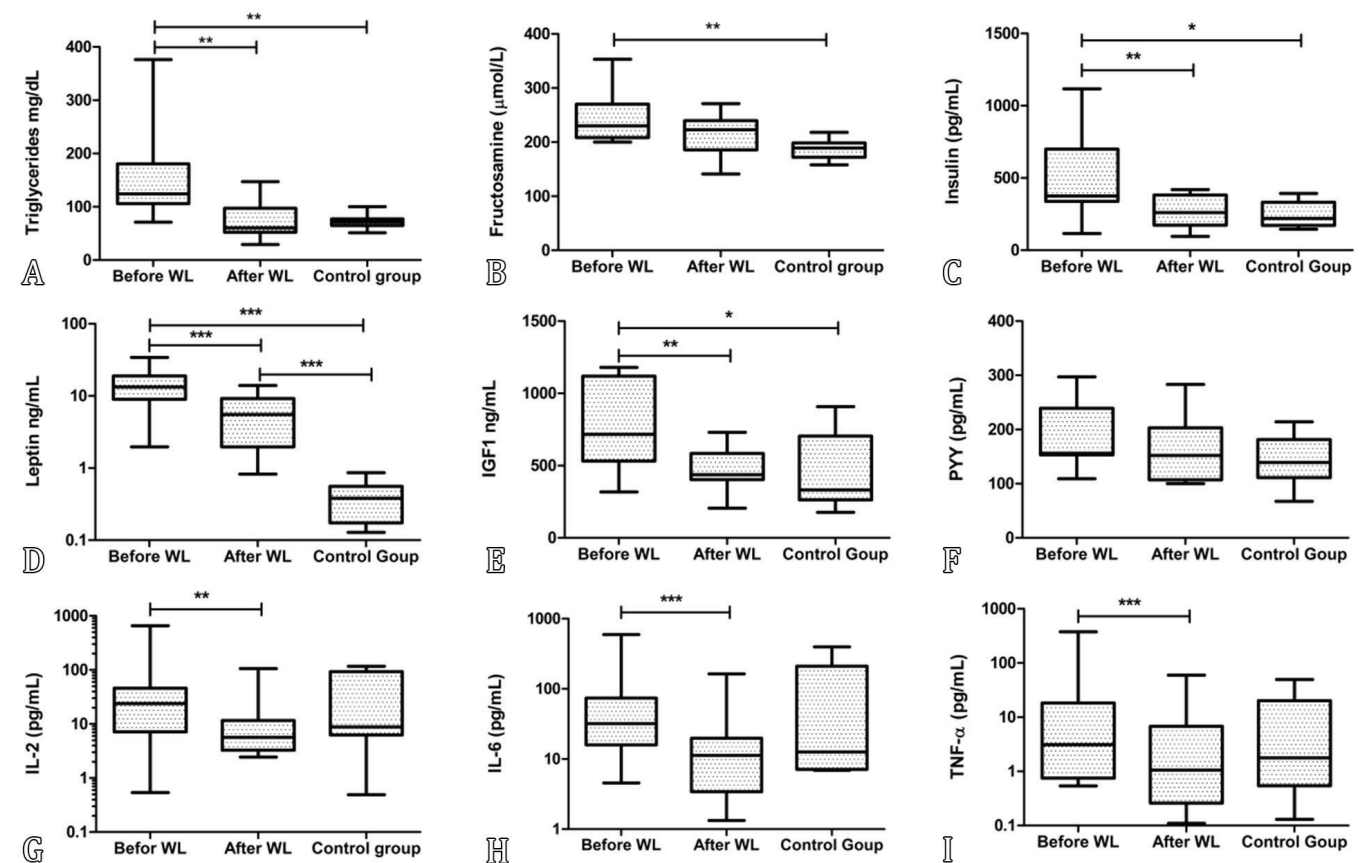 **
**
400
300
200
100
0
Triglycerides mg/dL
Before WL After WL Control group
A
**
400
300
200
100
0
Fructosamine (μmol/L)
Before WL After WL Control group
B
*
**
1500
1000
500
0
Insulin (pg/mL)
Before WL After WL Control Goup
C
***
***
***
100
10
1
0.1
Leptin ng/mL
Before WL After WL Control Goup
D
*
**
1500
1000
500
0
IGF1 ng/mL
Before WL After WL Control Goup
E
400
300
200
100
0
PYY (pg/mL)
Before WL After WL Control Goup
F
**
1000
100
10
1
0.1
IL-2 (pg/mL)
Befor WL After WL Control group
G
***
1000
100
10
1
IL-6 (pg/mL)
Before WL After WL Control Goup
H
***
1000
100
10
1
0.1
TNF-α (pg/mL)
Before WL After WL Control Goup
I